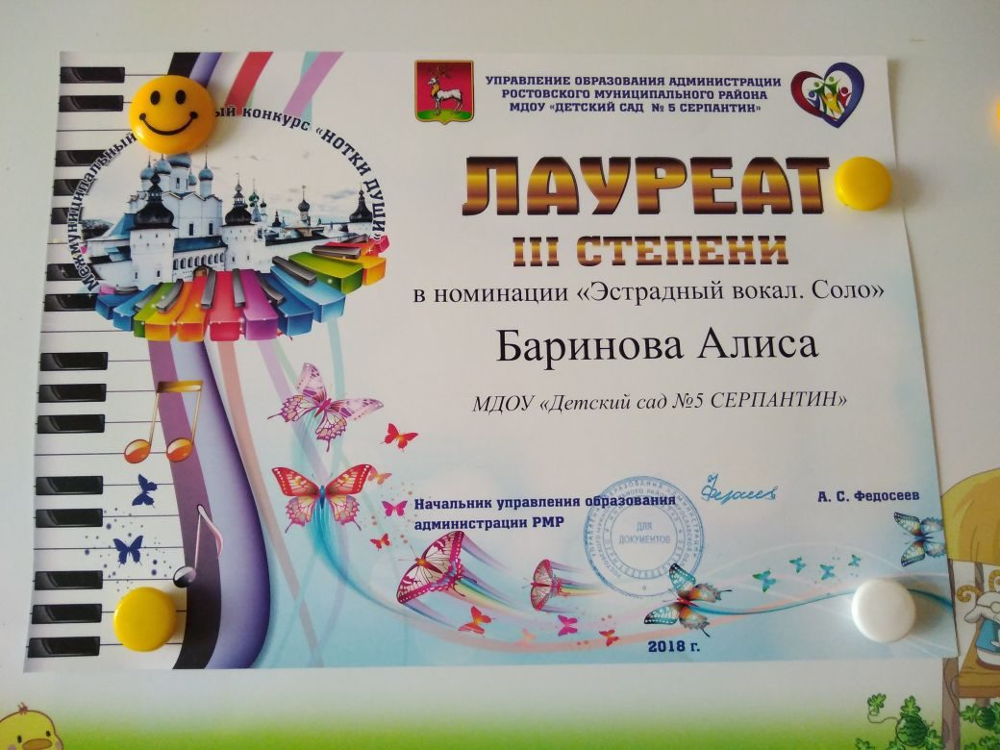 УПРАВЛЕНИЕ ОБРАЗОВАНИЯ АДМИНИСТРАЦИИ
РОСТОВСКОГО МУНИЦИПАЛЬНОГО РАЙОНА
МДОУ «ДЕТСКИЙ САД № 5 СЕРПАНТИН»
Межмуниципальный конкурс «НОТКИ ДУШИ»
ЛАУРЕАТ
III СТЕПЕНИ
в номинации «Эстрадный вокал. Соло»
Баринова Алиса
МДОУ «Детский сад №5 СЕРПАНТИН»
Начальник управления образования
администрации РМР
А. С. Федосеев
ДЛЯ
ДОКУМЕНТОВ
2018 г.